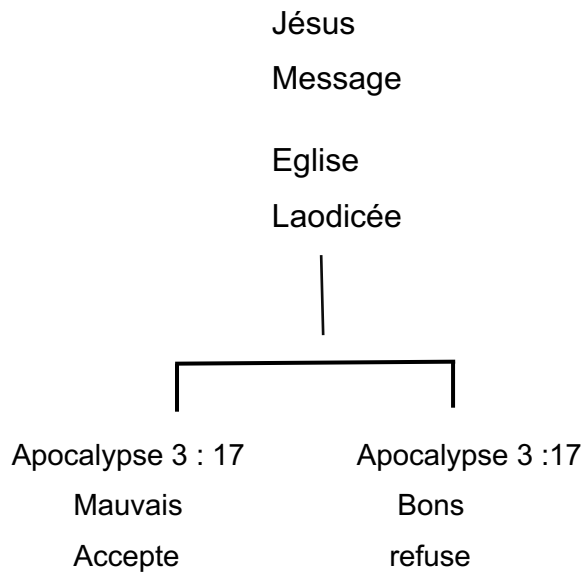 Jésus
Message
Eglise
Laodicée
Apocalypse 3 : 17
Mauvais
Accepte
Apocalypse 3 :17
Bons
refuse